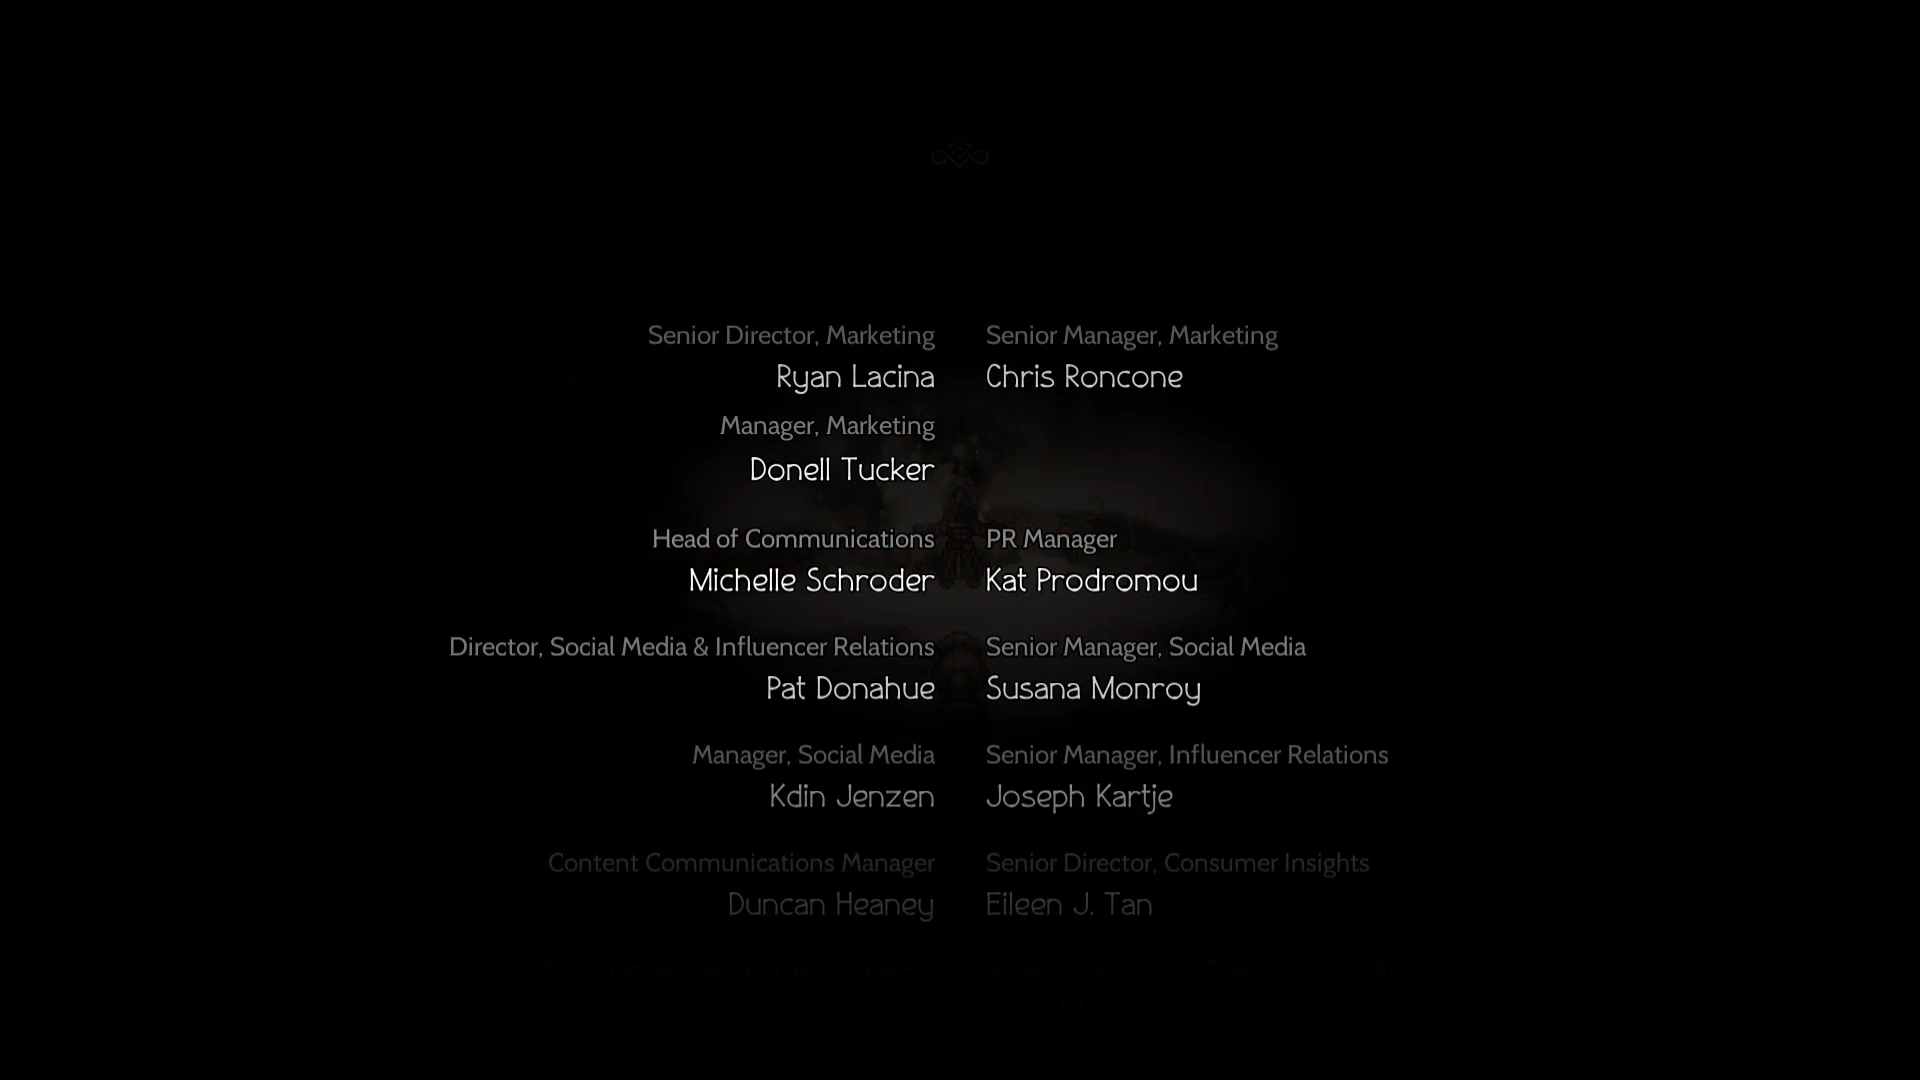 Senior Director, Marketing
Ryan Lacina
Senior Manager, Marketing
Chris Roncone
Manager, Marketing
Donell Tucker
Head of Communications
Michelle Schroder
PR Manager
Kat Prodromou
Director, Social Media & Influencer Relations
Pat Donahue
Senior Manager, Social Media
Susana Monroy
Manager, Social Media
Kdin Jenzen
Senior Manager, Influencer Relations
Joseph Kartje
Content Communications Manager
Duncan Heaney
Senior Director, Consumer Insights
Eileen J. Tan